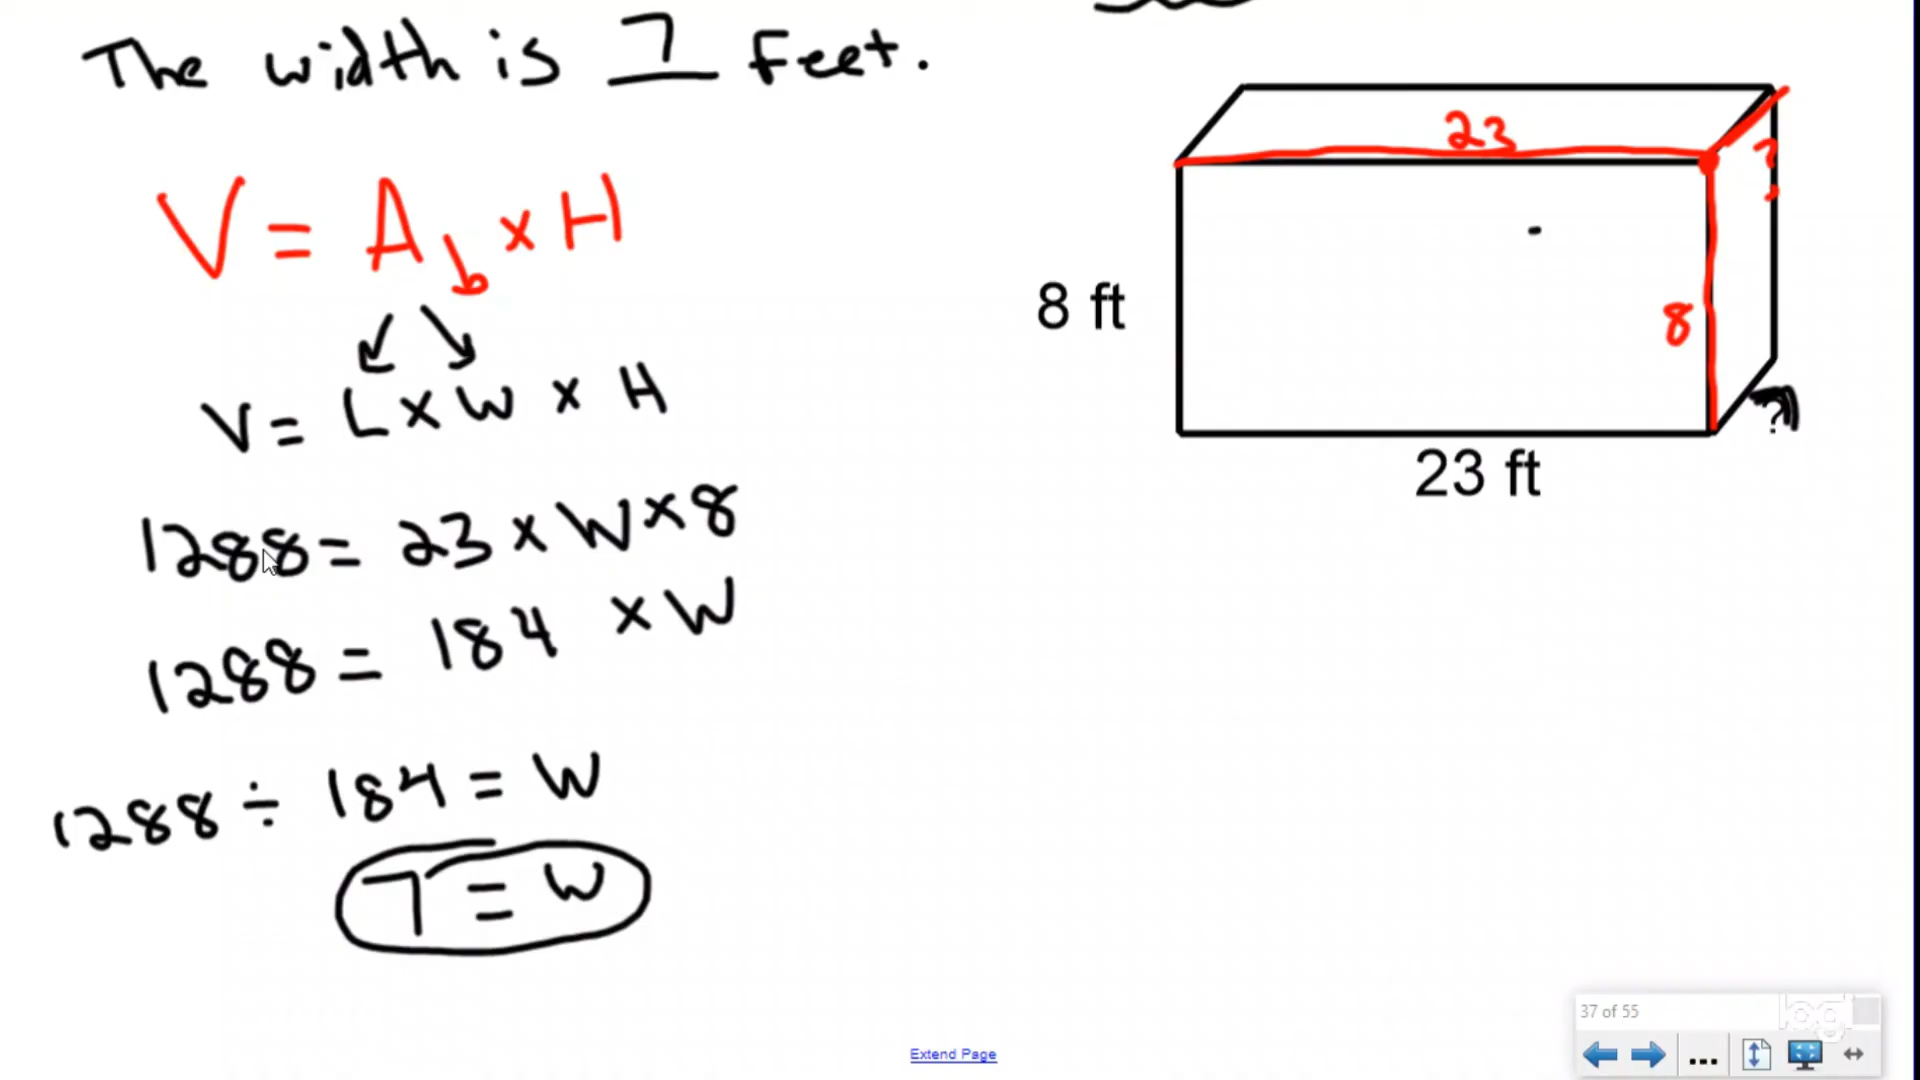 The width is 7 feet.
V = Ab x H
V = L x W x H
1288 = 23 x W x 8
1288 = 184 x W
1288 ÷ 184 = W
7 = W
23
?
8 ft
8
?
23 ft
37 of 55
Extend Page
...